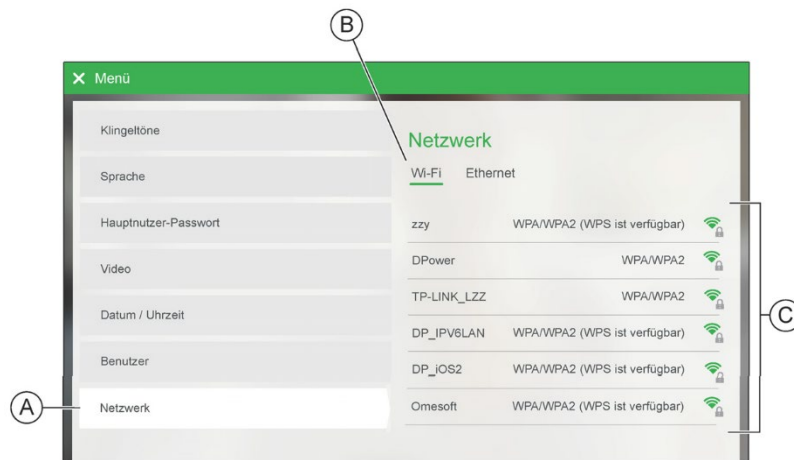 B
× Menü
Klingeltöne
Sprache
Hauptnutzer-Passwort
Video
Datum / Uhrzeit
Benutzer
A
Netzwerk
Netzwerk
Wi-Fi Ethernet
zzy WPA/WPA2 (WPS ist verfügbar)
DPower WPA/WPA2
TP-LINK_LZZ WPA/WPA2
DP_IPV6LAN WPA/WPA2 (WPS ist verfügbar)
DP_iOS2 WPA/WPA2 (WPS ist verfügbar)
Omesoft WPA/WPA2 (WPS ist verfügbar)
C